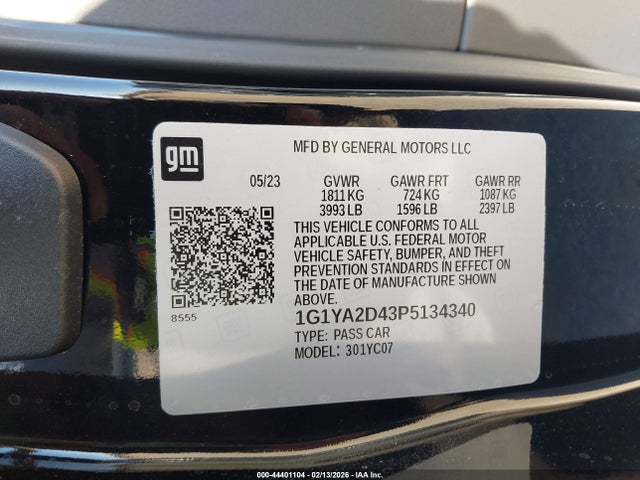 gm
MFD BY GENERAL MOTORS LLC
05/23 GVWR GAWR FRT GAWR RR
1811 KG 724 KG 1087 KG
3993 LB 1596 LB 2397 LB
THIS VEHICLE CONFORMS TO ALL
APPLICABLE U.S. FEDERAL MOTOR
VEHICLE SAFETY, BUMPER, AND THEFT
PREVENTION STANDARDS IN EFFECT ON
THE DATE OF MANUFACTURE SHOWN
ABOVE.
8555
1G1YA2D43P5134340
TYPE: PASS CAR
MODEL: 301YC07
000-44401104 - 02/13/2026 - IAA Inc.